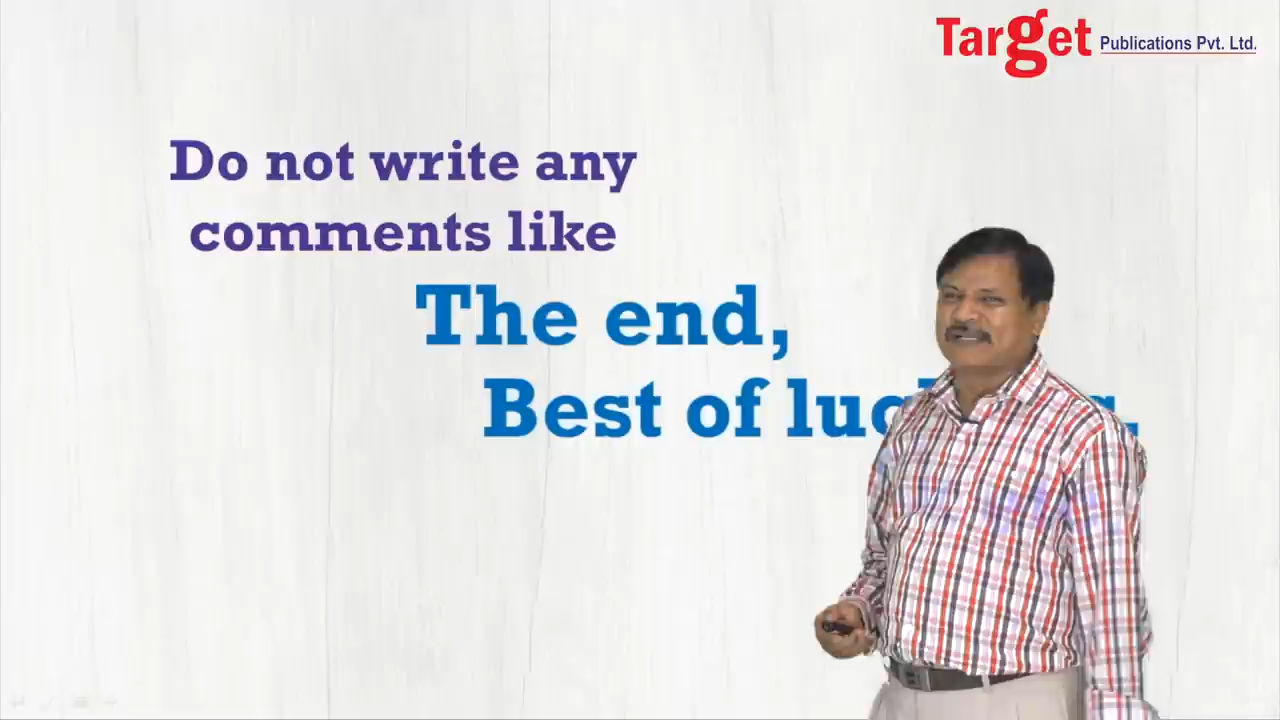 Target Publications Pvt. Ltd.
Do not write any
comments like
The end,
Best of